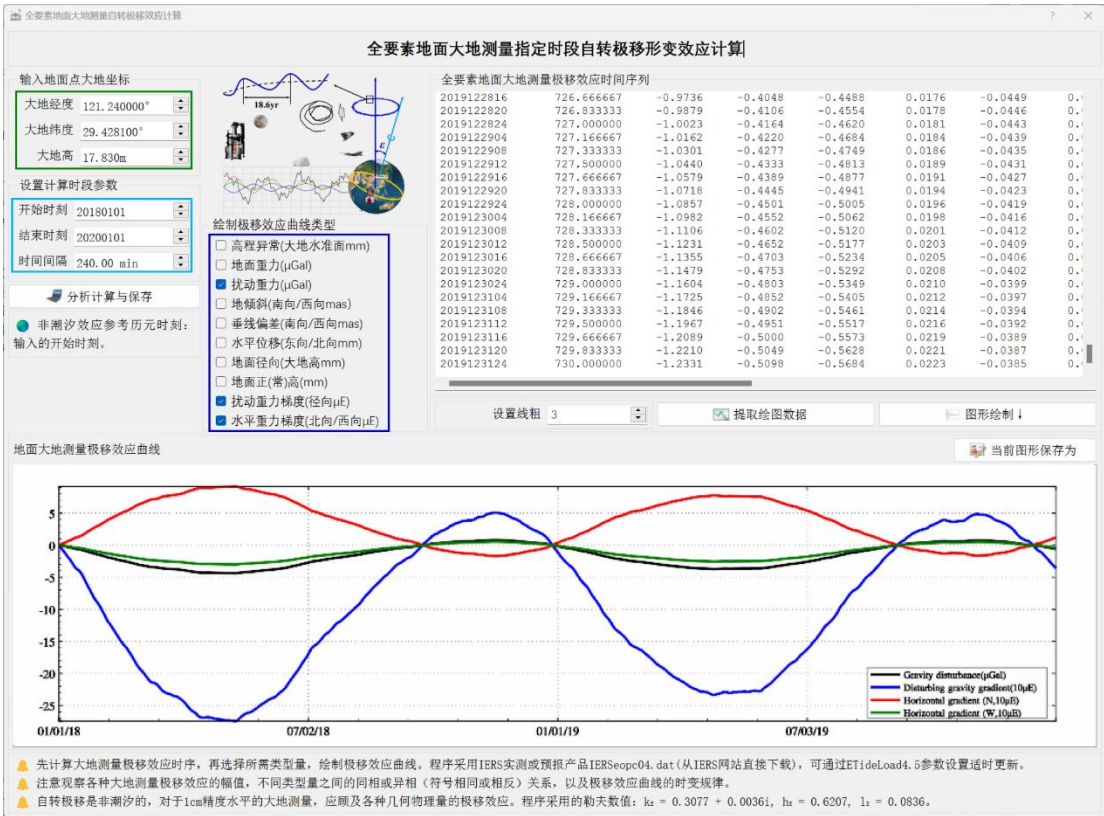 全要素地面大地测量自转极移效应计算
全要素地面大地测量指定时段自转极移形变效应计算
输入地面点大地坐标
大地经度 121.240000°
大地纬度 29.428100°
大地高 17.830m
设置计算时段参数
开始时刻 20180101
结束时刻 20200101
时间间隔 240.00 min
分析计算与保存
非潮汐效应参考历元时刻:
输入的开始时刻。
18.6yr
ε
绘制极移效应曲线类型
高程异常(大地水准面mm)
地面重力(μGal)
扰动重力(μGal)
地倾斜(南向/西向mas)
垂线偏差(南向/西向mas)
水平位移(东向/北向mm)
地面径向(大地高mm)
地面正(常)高(mm)
扰动重力梯度(径向μE)
水平重力梯度(北向/西向μE)
全要素地面大地测量极移效应时间序列
2019122816 726.666667 -0.9736 -0.4048 -0.4488 0.0176 -0.0449 0.
2019122820 726.833333 -0.9879 -0.4106 -0.4554 0.0178 -0.0446 0.
2019122824 727.000000 -1.0023 -0.4164 -0.4620 0.0181 -0.0443 0.
2019122904 727.166667 -1.0162 -0.4220 -0.4684 0.0184 -0.0439 0.
2019122908 727.333333 -1.0301 -0.4277 -0.4749 0.0186 -0.0435 0.
2019122912 727.500000 -1.0440 -0.4333 -0.4813 0.0189 -0.0431 0.
2019122916 727.666667 -1.0579 -0.4389 -0.4877 0.0191 -0.0427 0.
2019122920 727.833333 -1.0718 -0.4445 -0.4941 0.0194 -0.0423 0.
2019122924 728.000000 -1.0857 -0.4501 -0.5005 0.0196 -0.0419 0.
2019123004 728.166667 -1.0982 -0.4552 -0.5062 0.0198 -0.0416 0.
2019123008 728.333333 -1.1106 -0.4602 -0.5120 0.0201 -0.0412 0.
2019123012 728.500000 -1.1231 -0.4652 -0.5177 0.0203 -0.0409 0.
2019123016 728.666667 -1.1355 -0.4703 -0.5234 0.0205 -0.0406 0.
2019123020 728.833333 -1.1479 -0.4753 -0.5292 0.0208 -0.0402 0.
2019123024 729.000000 -1.1604 -0.4803 -0.5349 0.0210 -0.0399 0.
2019123104 729.166667 -1.1725 -0.4852 -0.5405 0.0212 -0.0397 0.
2019123108 729.333333 -1.1846 -0.4902 -0.5461 0.0214 -0.0394 0.
2019123112 729.500000 -1.1967 -0.4951 -0.5517 0.0216 -0.0392 0.
2019123116 729.666667 -1.2089 -0.5000 -0.5573 0.0219 -0.0389 0.
2019123120 729.833333 -1.2210 -0.5049 -0.5628 0.0221 -0.0387 0.
2019123124 730.000000 -1.2331 -0.5098 -0.5684 0.0223 -0.0385 0.
设置线粗 3
提取绘图数据
图形绘制↓
地面大地测量极移效应曲线
当前图形保存为
5
0
-5
-10
-15
-20
-25
01/01/18 07/02/18 01/01/19 07/03/19
Gravity disturbance(μGal)
Disturbing gravity gradient(10μE)
Horizontal gradient (N,10μE)
Horizontal gradient (W,10μE)
先计算大地测量极移效应时序，再选择所需类型量，绘制极移效应曲线。程序采用IERS实测或预报产品IERSeopc04.dat(从IERS网站直接下载)，可通过ETideLoad4.5参数设置适时更新。
注意观察各种大地测量极移效应的幅值，不同类型量之间的同相或异相（符号相同或相反）关系，以及极移效应曲线的时变规律。
自转极移是非潮汐的，对于1cm精度水平的大地测量，应顾及各种几何物理量的极移效应。程序采用的勒夫数值: k₂ = 0.3077 + 0.0036i, h₂ = 0.6207, l₂ = 0.0836。